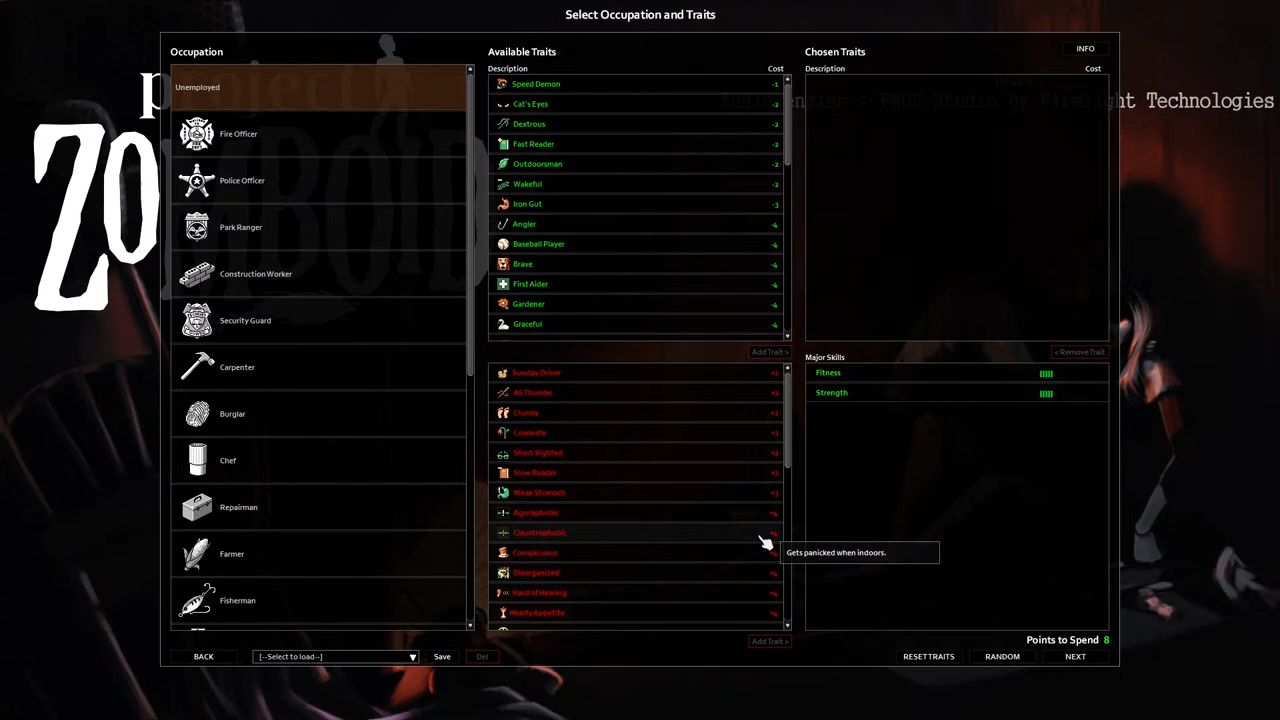 Select Occupation and Traits
Occupation
Unemployed
Fire Officer
Police Officer
Park Ranger
Construction Worker
Security Guard
Carpenter
Burglar
Chef
Repairman
Farmer
Fisherman
BACK
[--Select to load--]
Save
Del
Available Traits
Description Cost
Speed Demon -1
Cat's Eyes -2
Dextrous -2
Fast Reader -2
Outdoorsman -2
Wakeful -2
Iron Gut -3
Angler -4
Baseball Player -4
Brave -4
First Aider -4
Gardener -4
Graceful -4
Add Trait >
Sunday Driver +1
All Thumbs +2
Clumsy +2
Cowardly +2
Short Sighted +2
Slow Reader +2
Weak Stomach +3
Agoraphobic +4
Claustrophobic
Conspicuous
Disorganized +4
Hard of Hearing +4
Hearty Appetite +4
Gets panicked when indoors.
Add Trait >
Chosen Traits
INFO
Description Cost
< Remove Trait
Major Skills
Fitness
Strength
Points to Spend 8
RESET TRAITS
RANDOM
NEXT
project
ZOMBOID
by Firelight Technologies